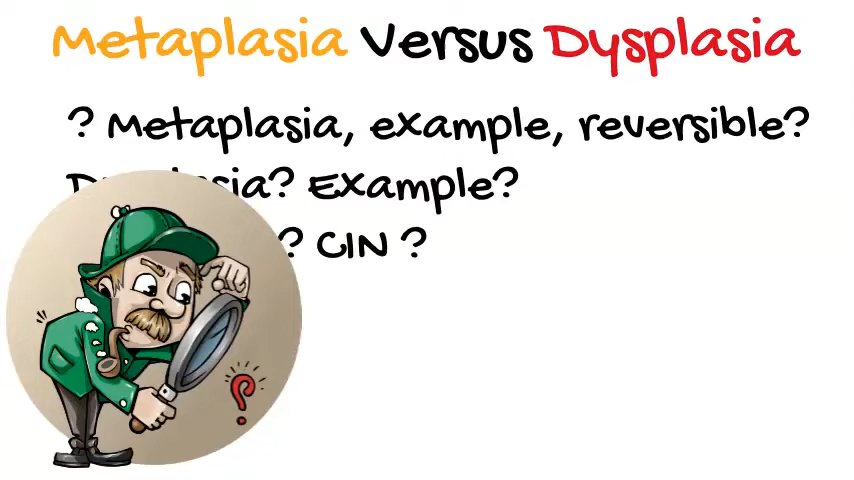 Metaplasia Versus Dysplasia
? Metaplasia, example, reversible?
Example?
? CIN ?
?